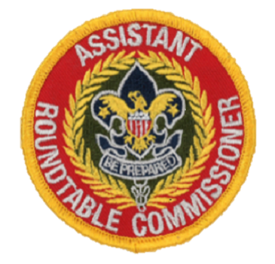 ASSISTANT
ROUNDTABLE COMMISSIONER
BE PREPARED